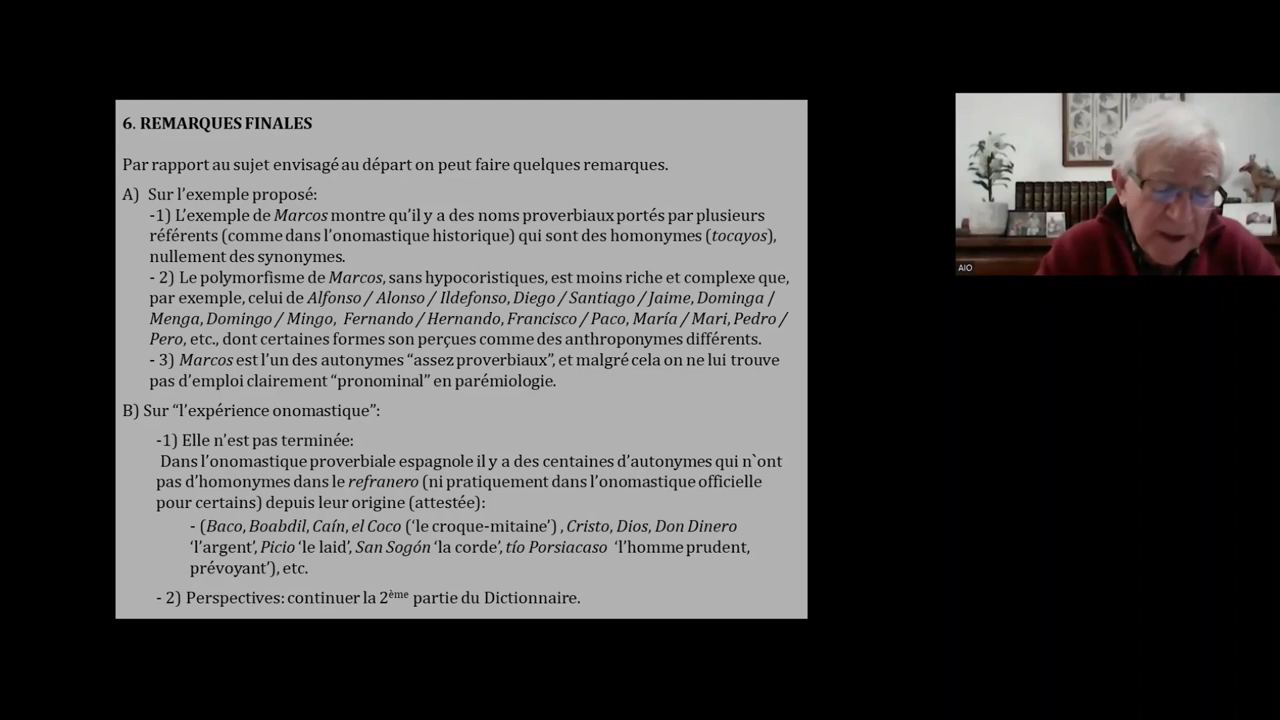 6. REMARQUES FINALES
Par rapport au sujet envisagé au départ on peut faire quelques remarques.
A) Sur l'exemple proposé:
-1) L'exemple de Marcos montre qu'il y a des noms proverbiaux portés par plusieurs
référents (comme dans l'onomastique historique) qui sont des homonymes (tocayos),
nullement des synonymes.
- 2) Le polymorfisme de Marcos, sans hypocoristiques, est moins riche et complexe que,
par exemple, celui de Alfonso / Alonso / Ildefonso, Diego / Santiago / Jaime, Dominga /
Menga, Domingo / Mingo, Fernando / Hernando, Francisco / Paco, María / Mari, Pedro /
Pero, etc., dont certaines formes son perçues comme des anthroponymes différents.
- 3) Marcos est l'un des autonymes "assez proverbiaux", et malgré cela on ne lui trouve
pas d'emploi clairement "pronominal" en parémiologie.
B) Sur "l'expérience onomastique":
-1) Elle n'est pas terminée:
Dans l'onomastique proverbiale espagnole il y a des centaines d'autonymes qui n`ont
pas d'homonymes dans le refranero (ni pratiquement dans l'onomastique officielle
pour certains) depuis leur origine (attestée):
- (Baco, Boabdil, Caín, el Coco ('le croque-mitaine') , Cristo, Dios, Don Dinero
'l'argent', Picio 'le laid', San Sogón 'la corde', tío Porsiacaso 'l'homme prudent,
prévoyant'), etc.
- 2) Perspectives: continuer la 2ème partie du Dictionnaire.
AIO